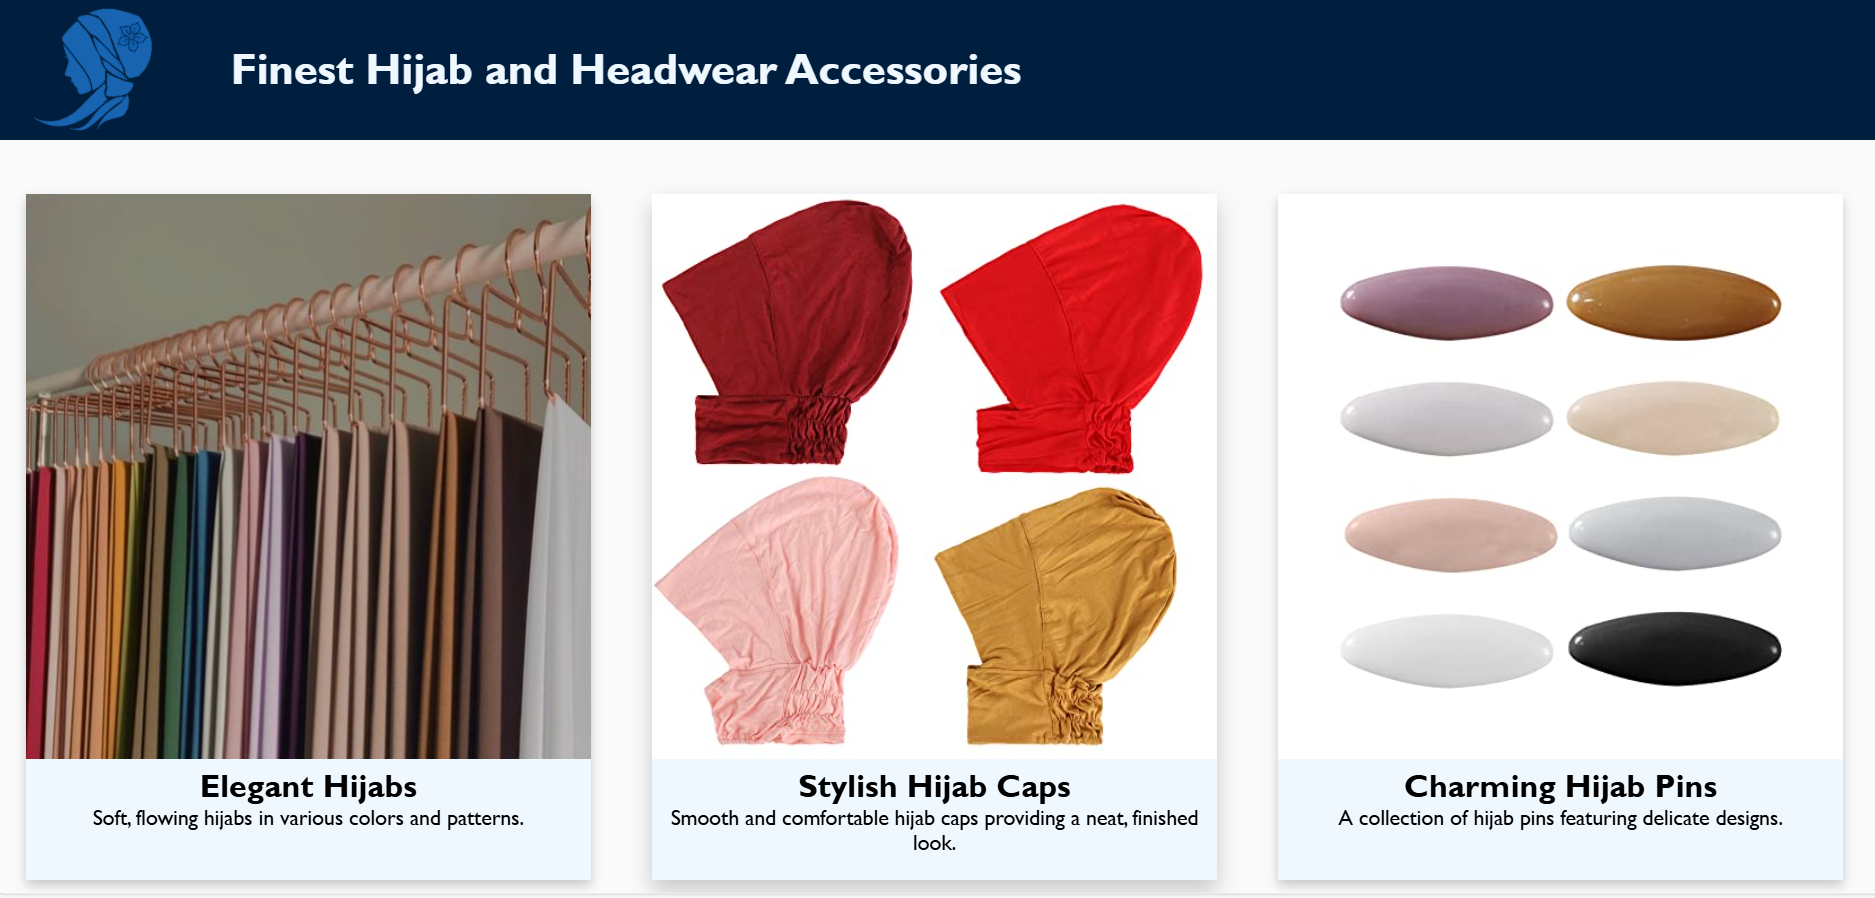 Finest Hijab and Headwear Accessories
Elegant Hijabs
Soft, flowing hijabs in various colors and patterns.
Stylish Hijab Caps
Smooth and comfortable hijab caps providing a neat, finished
look.
Charming Hijab Pins
A collection of hijab pins featuring delicate designs.